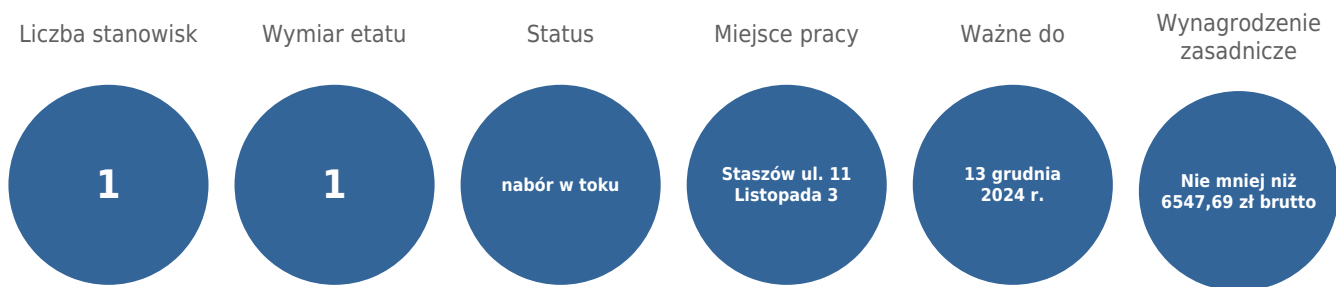 Liczba stanowisk
1
Wymiar etatu
1
Status
nabór w toku
Miejsce pracy
Staszów ul. 11
Listopada 3
Ważne do
13 grudnia
2024 r.
Wynagrodzenie
zasadnicze
Nie mniej niż
6547,69 zł brutto